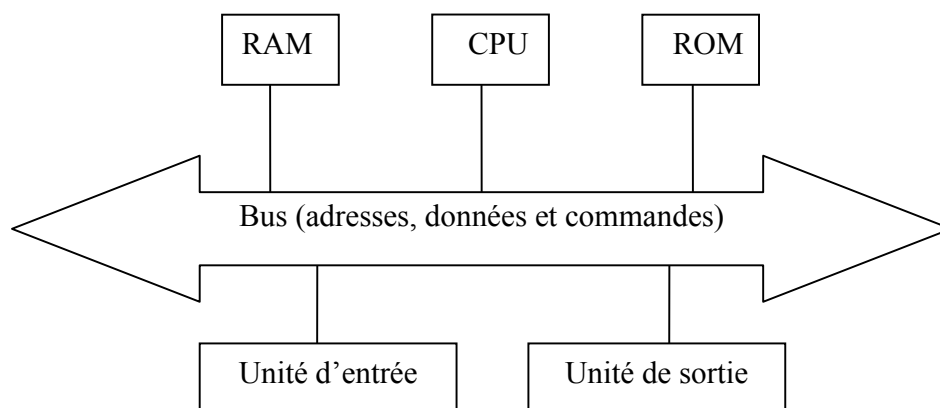 RAM
CPU
ROM
Bus (adresses, données et commandes)
Unité d’entrée
Unité de sortie